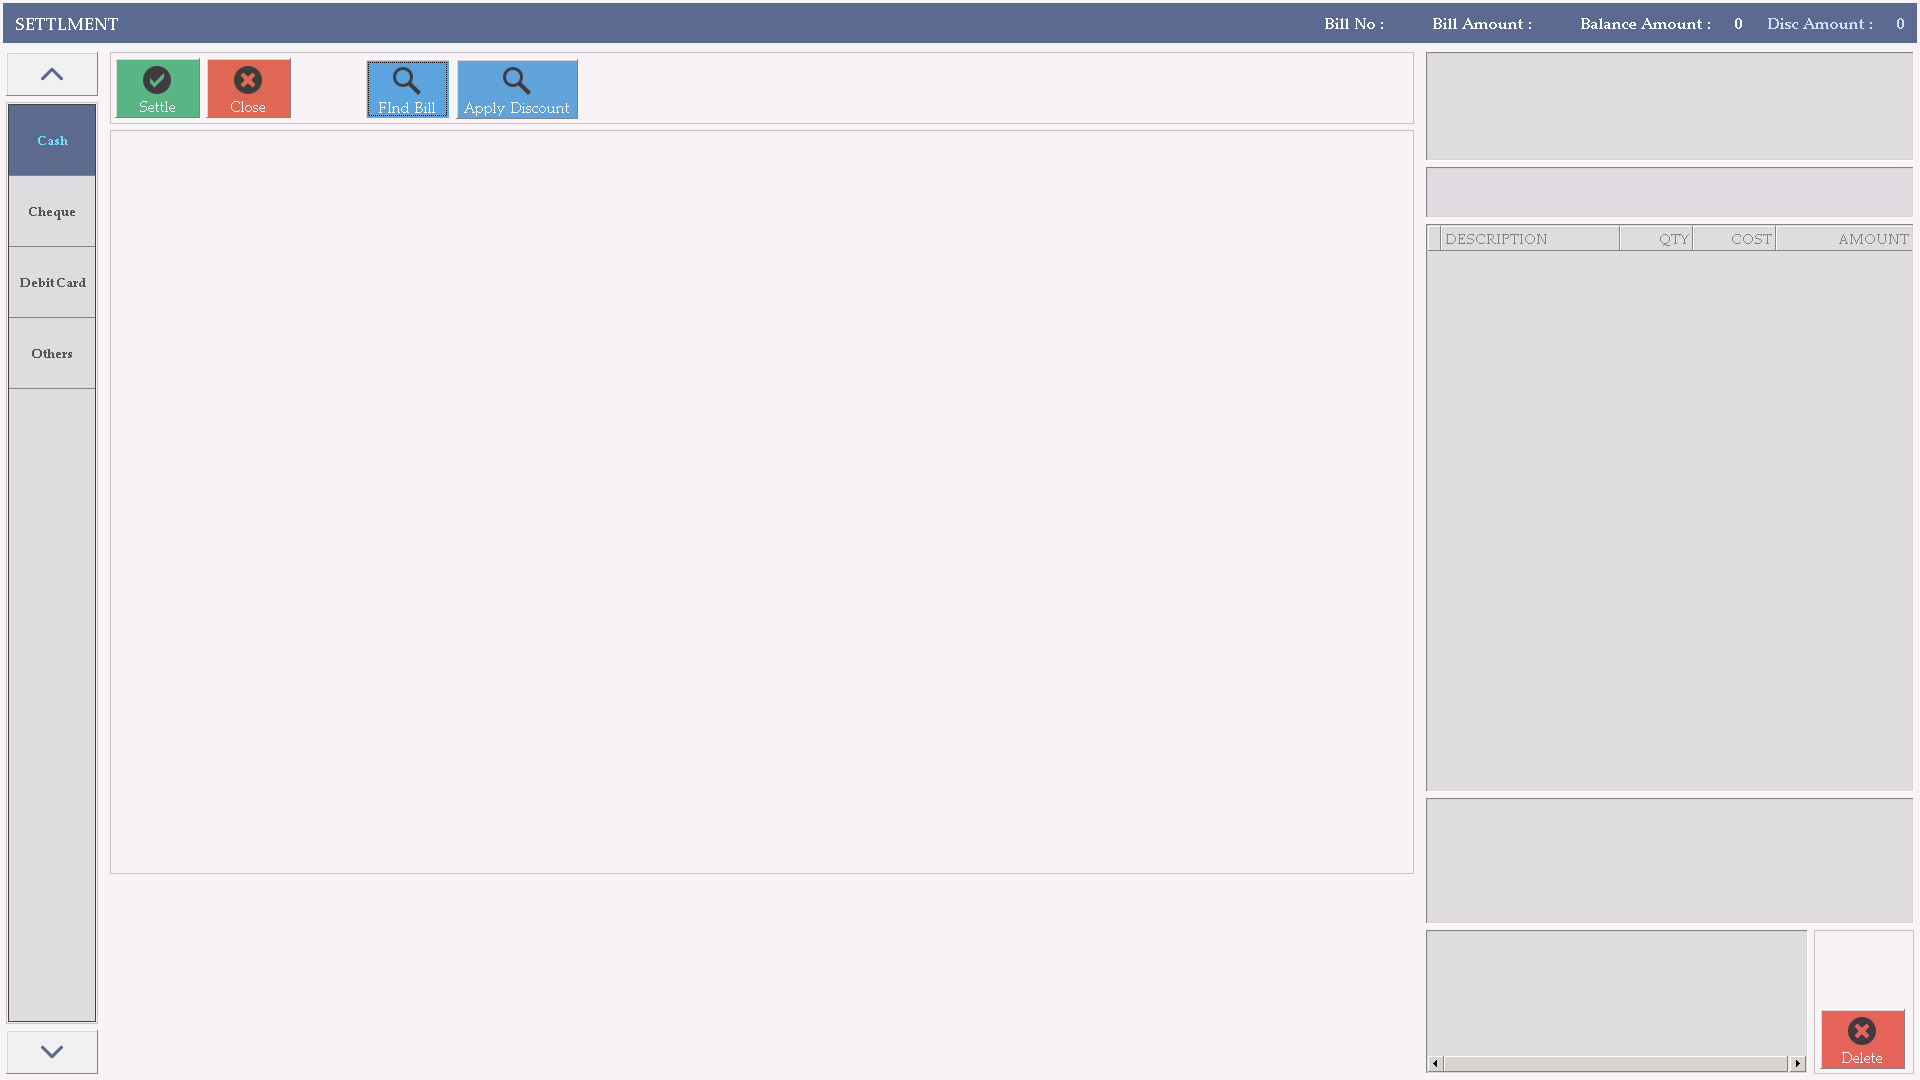 SETTLMENT
Bill No :
Bill Amount :
Balance Amount : 0
Disc Amount : 0
Settle
Close
FInd Bill
Apply Discount
Cash
Cheque
Debit Card
Others
DESCRIPTION QTY COST AMOUNT
Delete